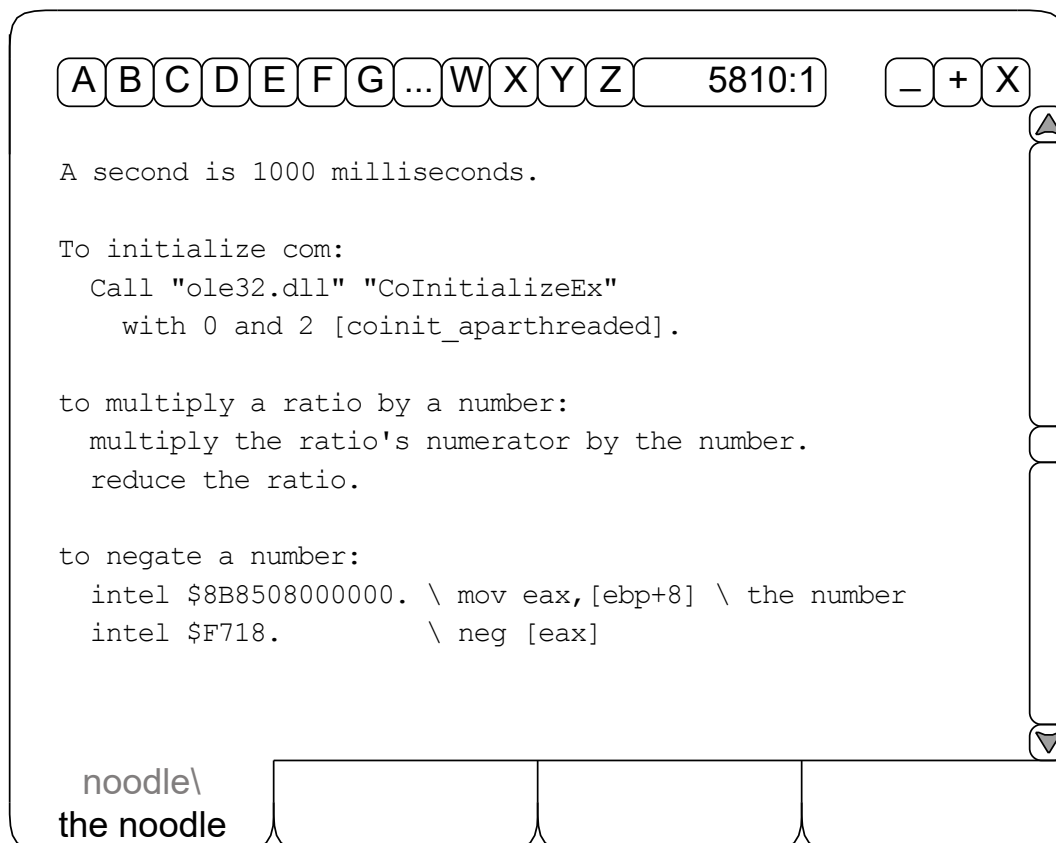 A B C D E F G ... W X Y Z 5810:1 _ + X
A second is 1000 milliseconds.
To initialize com:
Call "ole32.dll" "CoInitializeEx"
with 0 and 2 [coinit_aparthreaded].
to multiply a ratio by a number:
multiply the ratio's numerator by the number.
reduce the ratio.
to negate a number:
intel $8B8508000000. \ mov eax,[ebp+8] \ the number
intel $F718. \ neg [eax]
noodle\
the noodle